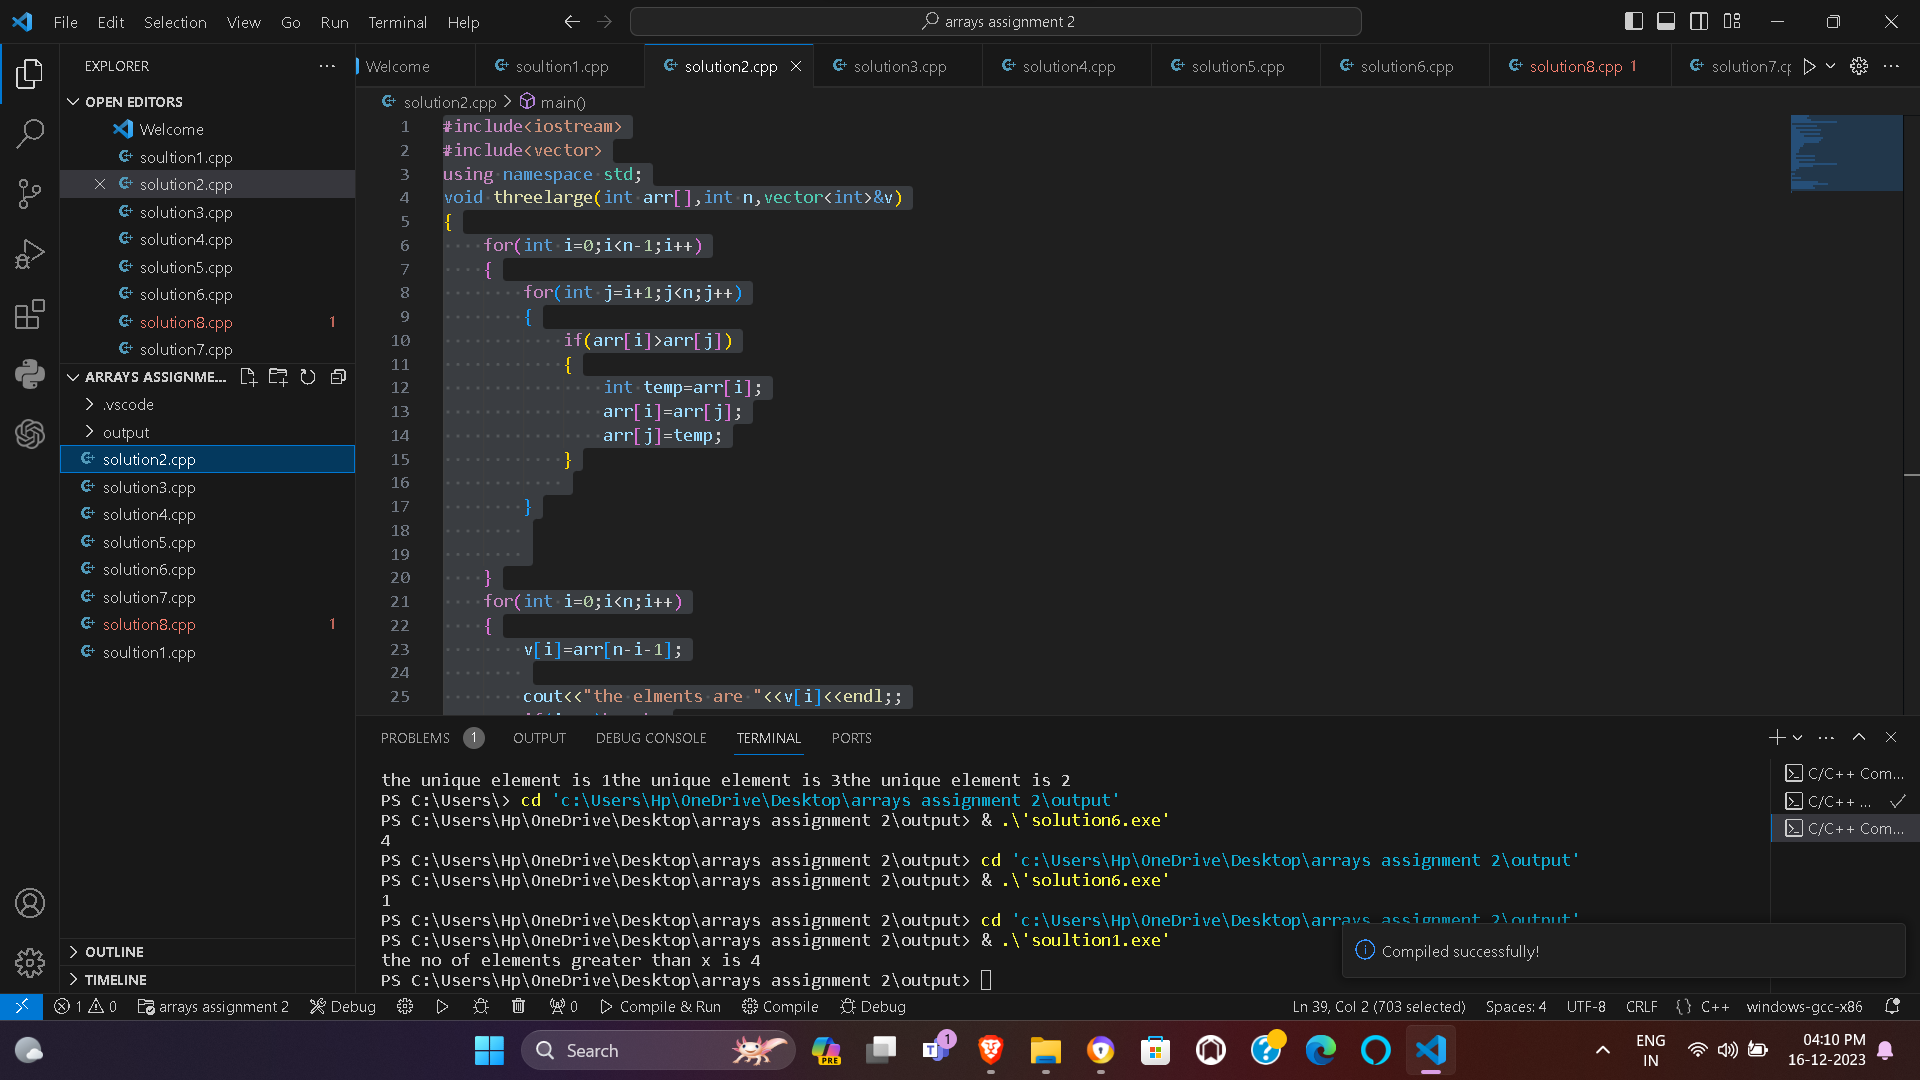 File Edit Selection View Go Run Terminal Help
arrays assignment 2
EXPLORER
OPEN EDITORS
Welcome
soultion1.cpp
solution2.cpp
solution3.cpp
solution4.cpp
solution5.cpp
solution6.cpp
solution8.cpp 1
solution7.cpp
ARRAYS ASSIGNME...
.vscode
output
solution2.cpp
solution3.cpp
solution4.cpp
solution5.cpp
solution6.cpp
solution7.cpp
solution8.cpp 1
soultion1.cpp
OUTLINE
TIMELINE
Welcome soultion1.cpp solution2.cpp solution3.cpp solution4.cpp solution5.cpp solution6.cpp solution8.cpp 1 solution7.cp
solution2.cpp > main()
1 #include<iostream>
2 #include<vector>
3 using namespace std;
4 void threelarge(int arr[],int n,vector<int>&v)
5 {
6 for(int i=0;i<n-1;i++)
7 {
8 for(int j=i+1;j<n;j++)
9 {
10 if(arr[i]>arr[j])
11 {
12 int temp=arr[i];
13 arr[i]=arr[j];
14 arr[j]=temp;
15 }
16
17 }
18
19
20 }
21 for(int i=0;i<n;i++)
22 {
23 v[i]=arr[n-i-1];
24
25 cout<<"the elments are "<<v[i]<<endl;;
PROBLEMS 1 OUTPUT DEBUG CONSOLE TERMINAL PORTS
the unique element is 1the unique element is 3the unique element is 2
PS C:\Users\> cd 'c:\Users\Hp\OneDrive\Desktop\arrays assignment 2\output'
PS C:\Users\Hp\OneDrive\Desktop\arrays assignment 2\output> & .\'solution6.exe'
4
PS C:\Users\Hp\OneDrive\Desktop\arrays assignment 2\output> cd 'c:\Users\Hp\OneDrive\Desktop\arrays assignment 2\output'
PS C:\Users\Hp\OneDrive\Desktop\arrays assignment 2\output> & .\'solution6.exe'
1
PS C:\Users\Hp\OneDrive\Desktop\arrays assignment 2\output> cd 'c:\Users\Hp\OneDrive\Desktop\arrays assignment 2\output'
PS C:\Users\Hp\OneDrive\Desktop\arrays assignment 2\output> & .\'soultion1.exe'
the no of elements greater than x is 4
PS C:\Users\Hp\OneDrive\Desktop\arrays assignment 2\output>
C/C++ Com...
C/C++ ...
C/C++ Com...
Compiled successfully!
1 0 arrays assignment 2 Debug 0 Compile & Run Compile Debug Ln 39, Col 2 (703 selected) Spaces: 4 UTF-8 CRLF {} C++ windows-gcc-x86
Search
PRE
1
ENG
IN
04:10 PM
16-12-2023